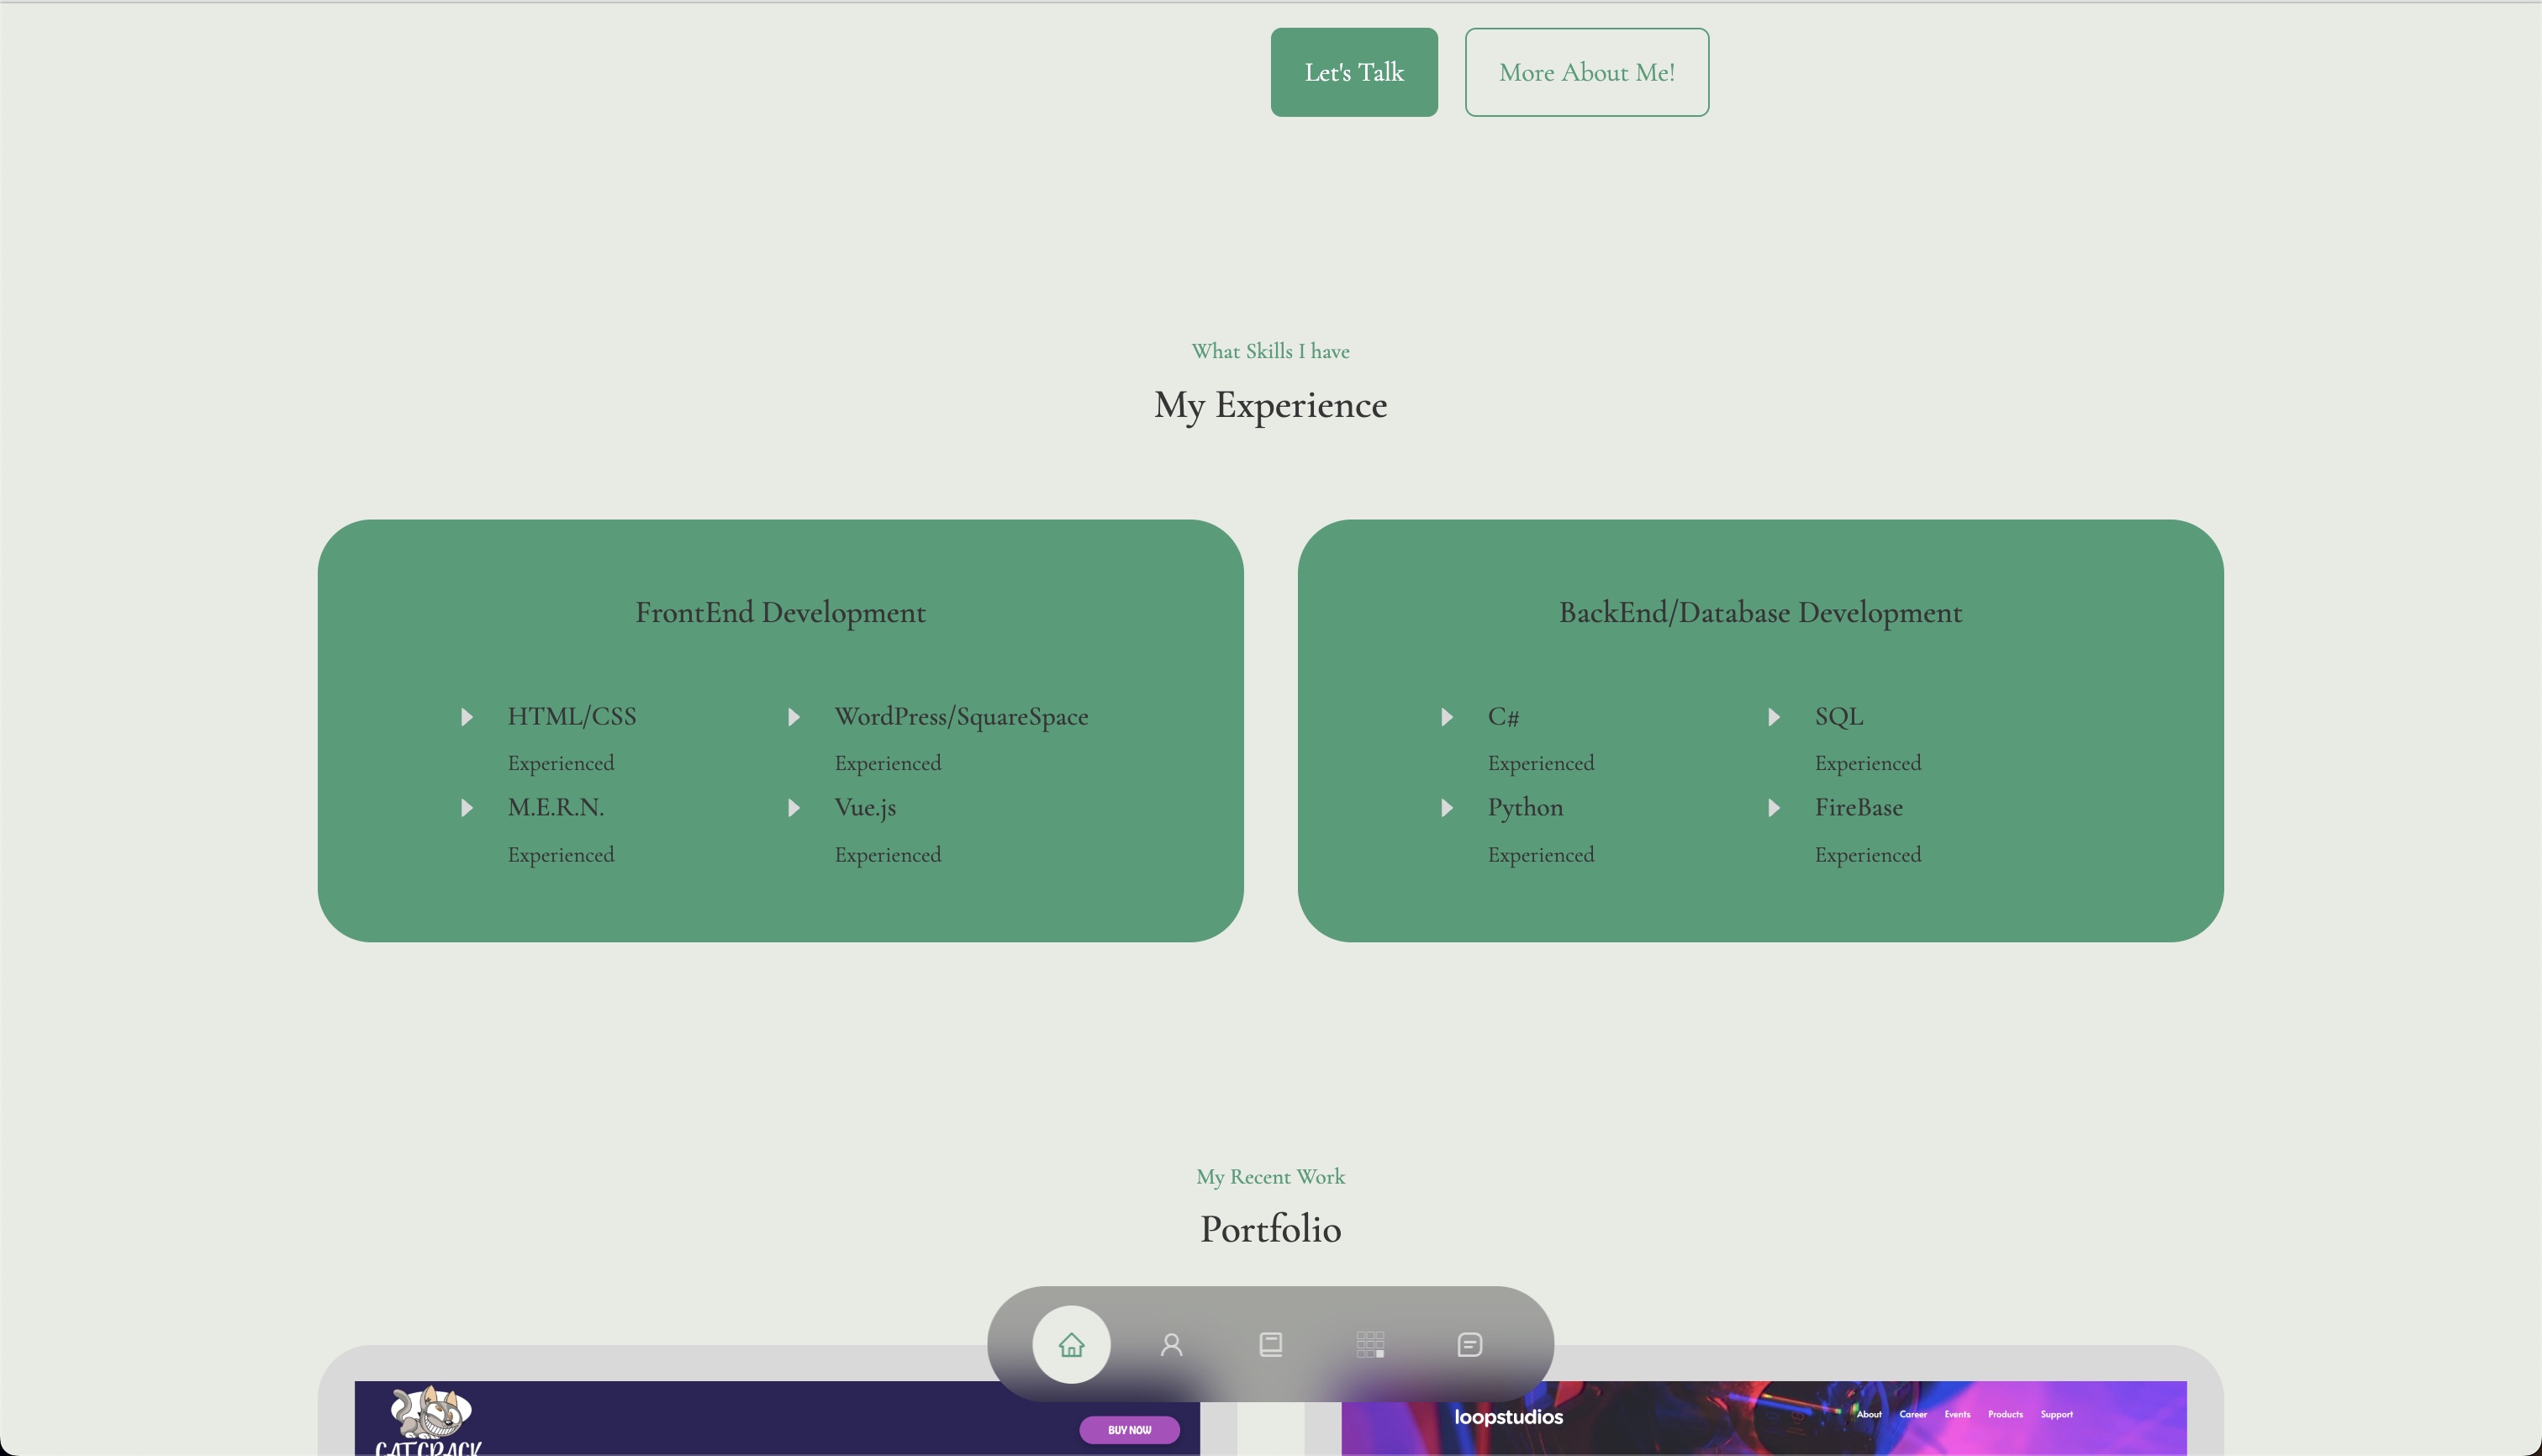 Let's Talk
More About Me!
What Skills I have
My Experience
FrontEnd Development
HTML/CSS
Experienced
WordPress/SquareSpace
Experienced
M.E.R.N.
Experienced
Vue.js
Experienced
BackEnd/Database Development
C#
Experienced
SQL
Experienced
Python
Experienced
FireBase
Experienced
My Recent Work
Portfolio
CAT CRACK
BUY NOW
loopstudios
About Career Events Products Support